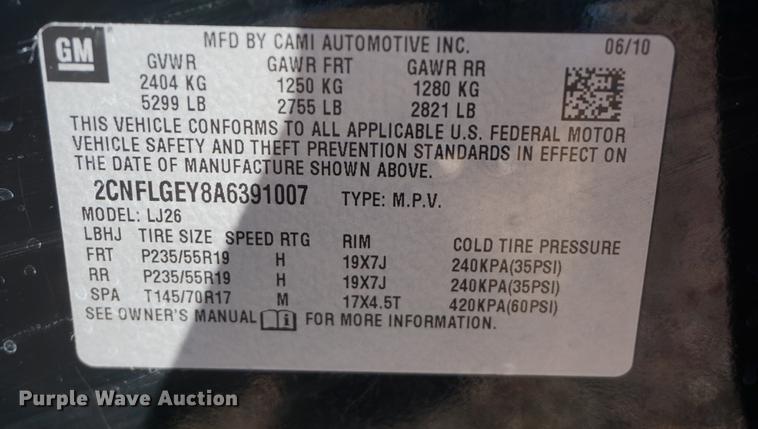 GM
MFD BY CAMI AUTOMOTIVE INC. 06/10
GVWR GAWR FRT GAWR RR
2404 KG 1250 KG 1280 KG
5299 LB 2755 LB 2821 LB
THIS VEHICLE CONFORMS TO ALL APPLICABLE U.S. FEDERAL MOTOR
VEHICLE SAFETY AND THEFT PREVENTION STANDARDS IN EFFECT ON
THE DATE OF MANUFACTURE SHOWN ABOVE.
2CNFLGEY8A6391007 TYPE: M.P.V.
MODEL: LJ26
LBHJ TIRE SIZE SPEED RTG RIM COLD TIRE PRESSURE
FRT P235/55R19 H 19X7J 240KPA(35PSI)
RR P235/55R19 H 19X7J 240KPA(35PSI)
SPA T145/70R17 M 17X4.5T 420KPA(60PSI)
SEE OWNER'S MANUAL i FOR MORE INFORMATION.
Purple Wave Auction